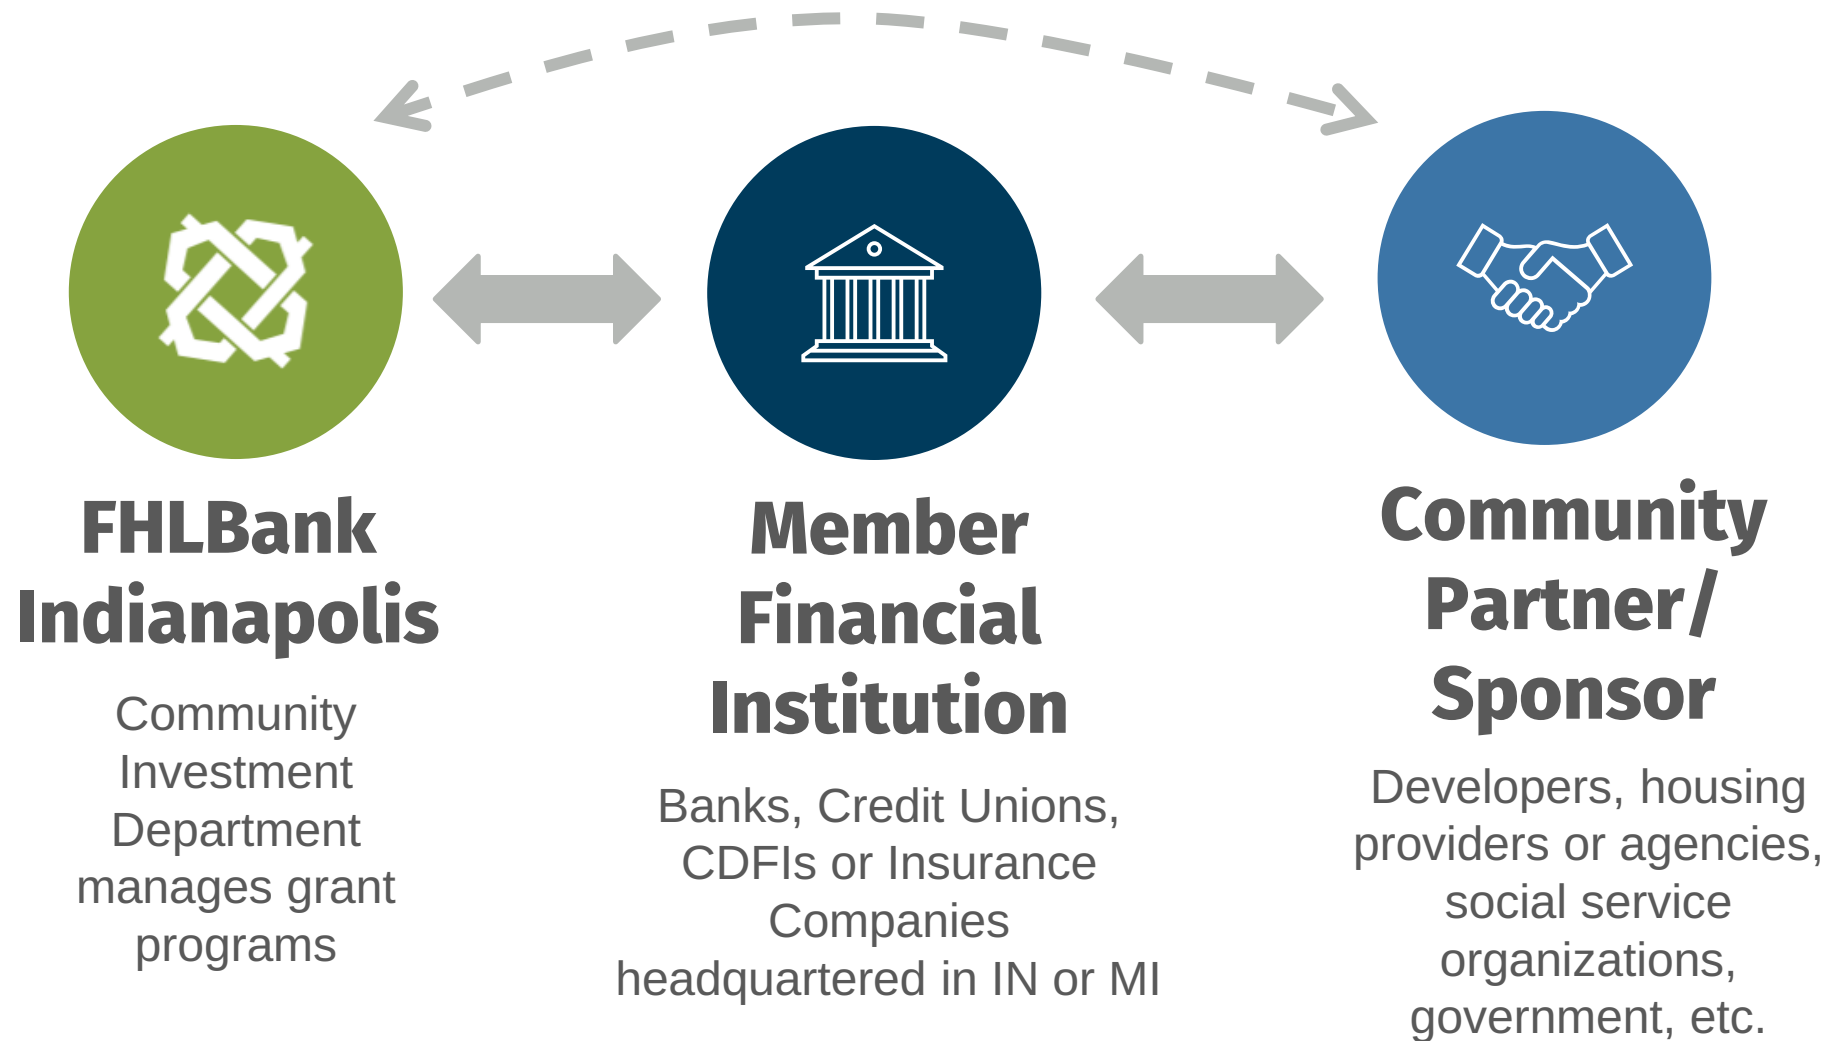 FHLBank
Indianapolis
Community
Investment
Department
manages grant
programs
Member
Financial
Institution
Banks, Credit Unions,
CDFIs or Insurance
Companies
headquartered in IN or MI
Community
Partner/
Sponsor
Developers, housing
providers or agencies,
social service
organizations,
government, etc.